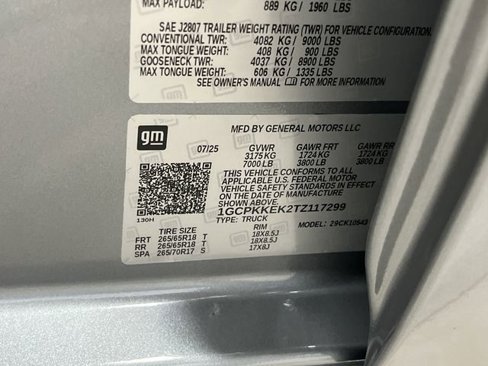 MAX PAYLOAD: 889 KG / 1960 LBS
SAE J2807 TRAILER WEIGHT RATING (TWR) FOR VEHICLE CONFIGURATION
CONVENTIONAL TWR: 4082 KG / 9000 LBS
MAX TONGUE WEIGHT: 408 KG / 900 LBS
GOOSENECK TWR: 4037 KG / 8900 LBS
MAX TONGUE WEIGHT: 606 KG / 1335 LBS
SEE OWNER'S MANUAL FOR MORE INFORMATION
gm
MFD BY GENERAL MOTORS LLC
07/25 GVWR GAWR FRT GAWR RR
3175 KG 1724 KG 1724 KG
7000 LB 3800 LB 3800 LB
THIS VEHICLE CONFORMS TO ALL
APPLICABLE U.S. FEDERAL MOTOR
VEHICLE SAFETY, BUMPER, AND THEFT
PREVENTION STANDARDS IN EFFECT ON
THE DATE OF MANUFACTURE SHOWN ABOVE.
1GCPKKEK2TZ117299
TYPE: TRUCK MODEL: 29CK10543
130H
TIRE SIZE RIM
FRT 265/65R18 T 18X8.5J
RR 265/65R18 T 18X8.5J
SPA 265/70R17 S 17X8J